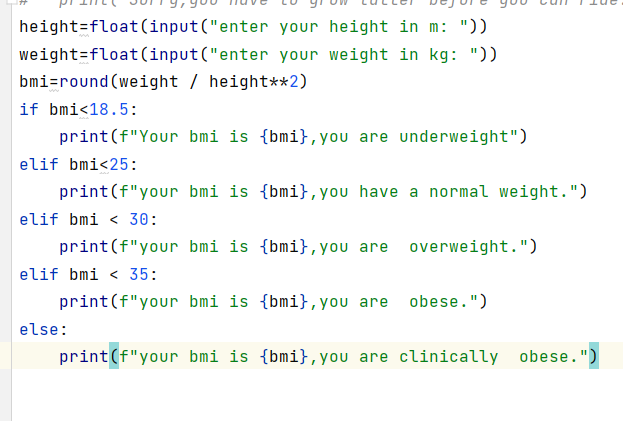 #   print("Sorry,you have to grow taller before you can ride.
height=float(input("enter your height in m: "))
weight=float(input("enter your weight in kg: "))
bmi=round(weight / height**2)
if bmi<18.5:
    print(f"Your bmi is {bmi},you are underweight")
elif bmi<25:
    print(f"your bmi is {bmi},you have a normal weight.")
elif bmi < 30:
    print(f"your bmi is {bmi},you are  overweight.")
elif bmi < 35:
    print(f"your bmi is {bmi},you are  obese.")
else:
    print(f"your bmi is {bmi},you are clinically  obese.")